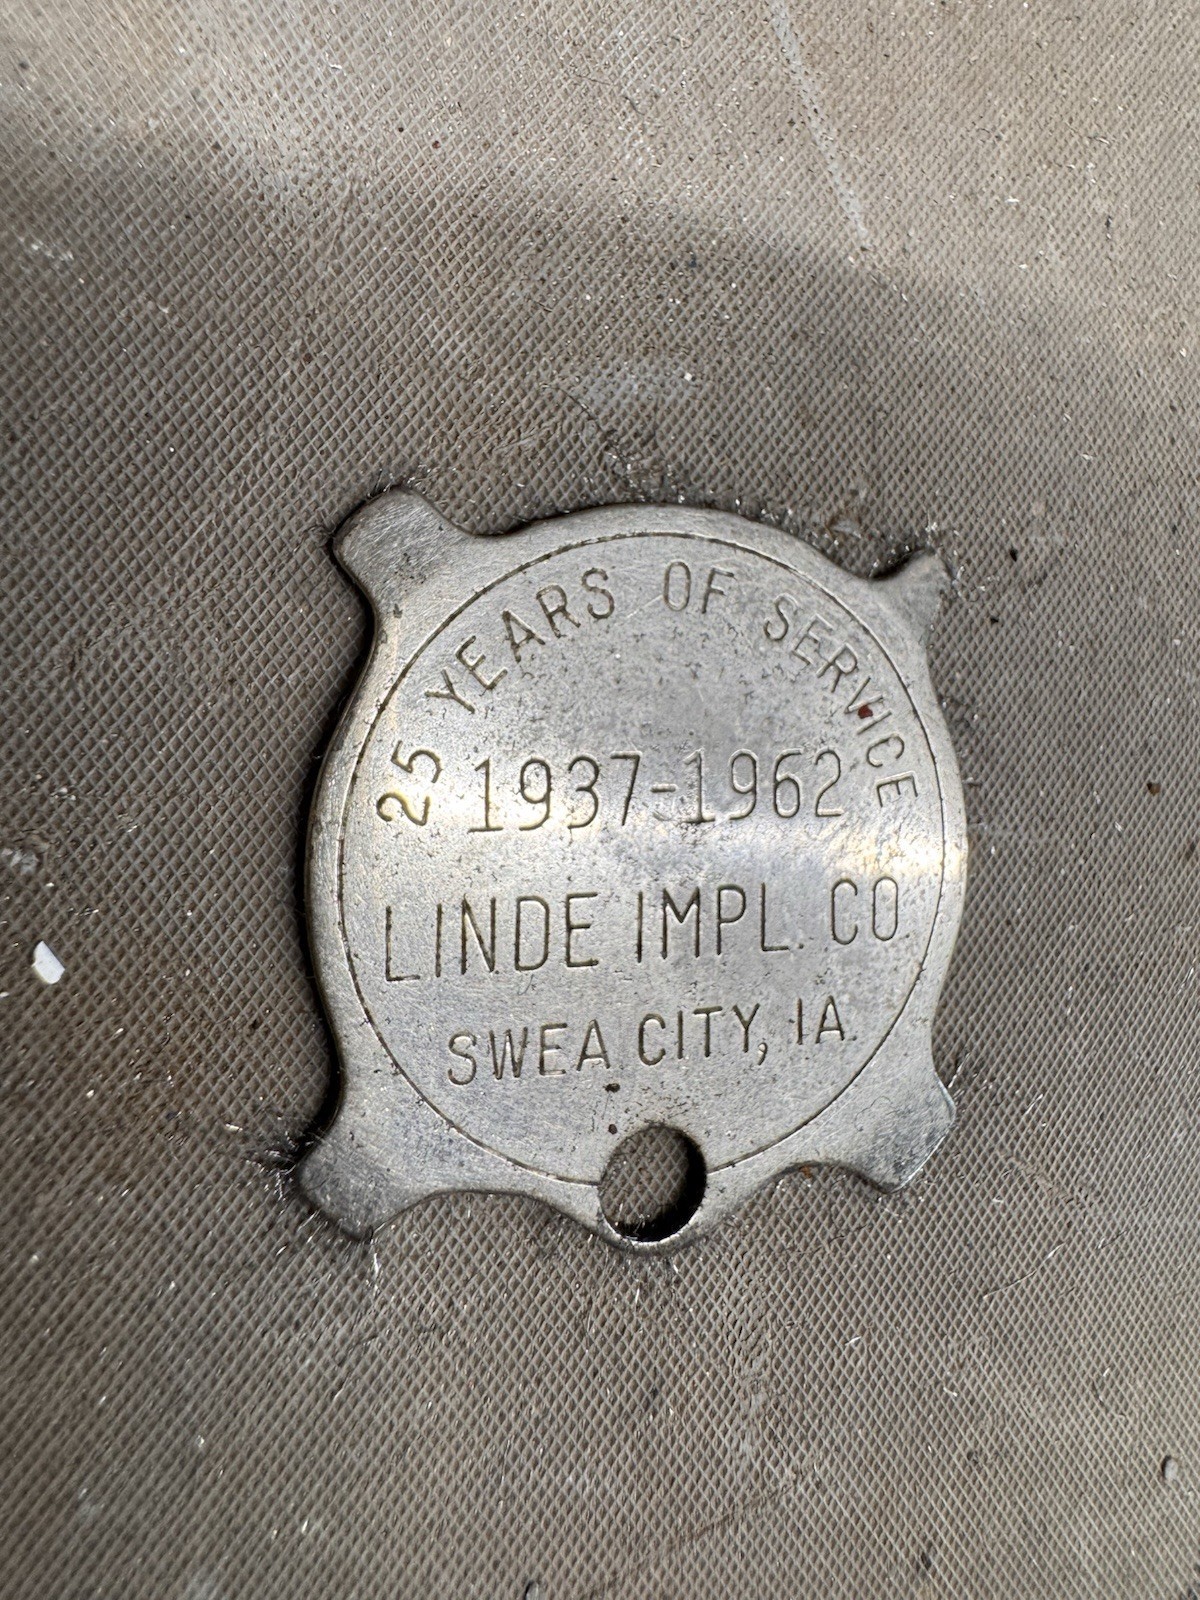 25 YEARS OF SERVICE
1937-1962
LINDE IMPL. CO
SWEA CITY, IA.